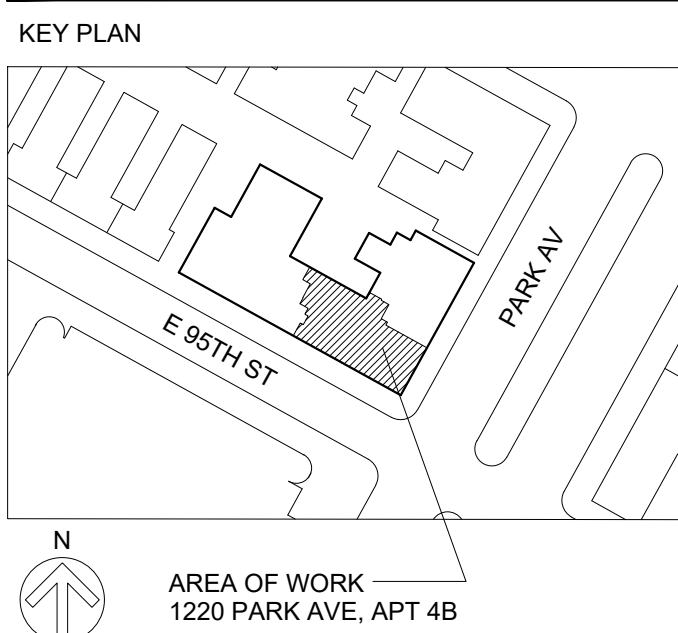 KEY PLAN
PARK AV
E 95TH ST
N
AREA OF WORK
1220 PARK AVE, APT 4B